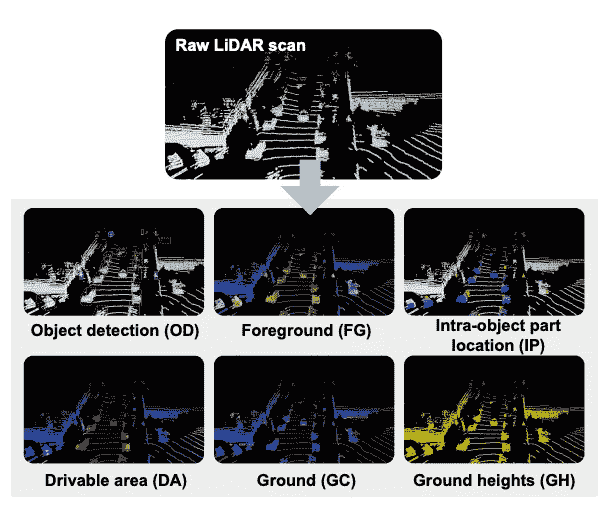 Raw LiDAR scan
Object detection (OD)
Foreground (FG)
Intra-object part
location (IP)
Drivable area (DA)
Ground (GC)
Ground heights (GH)